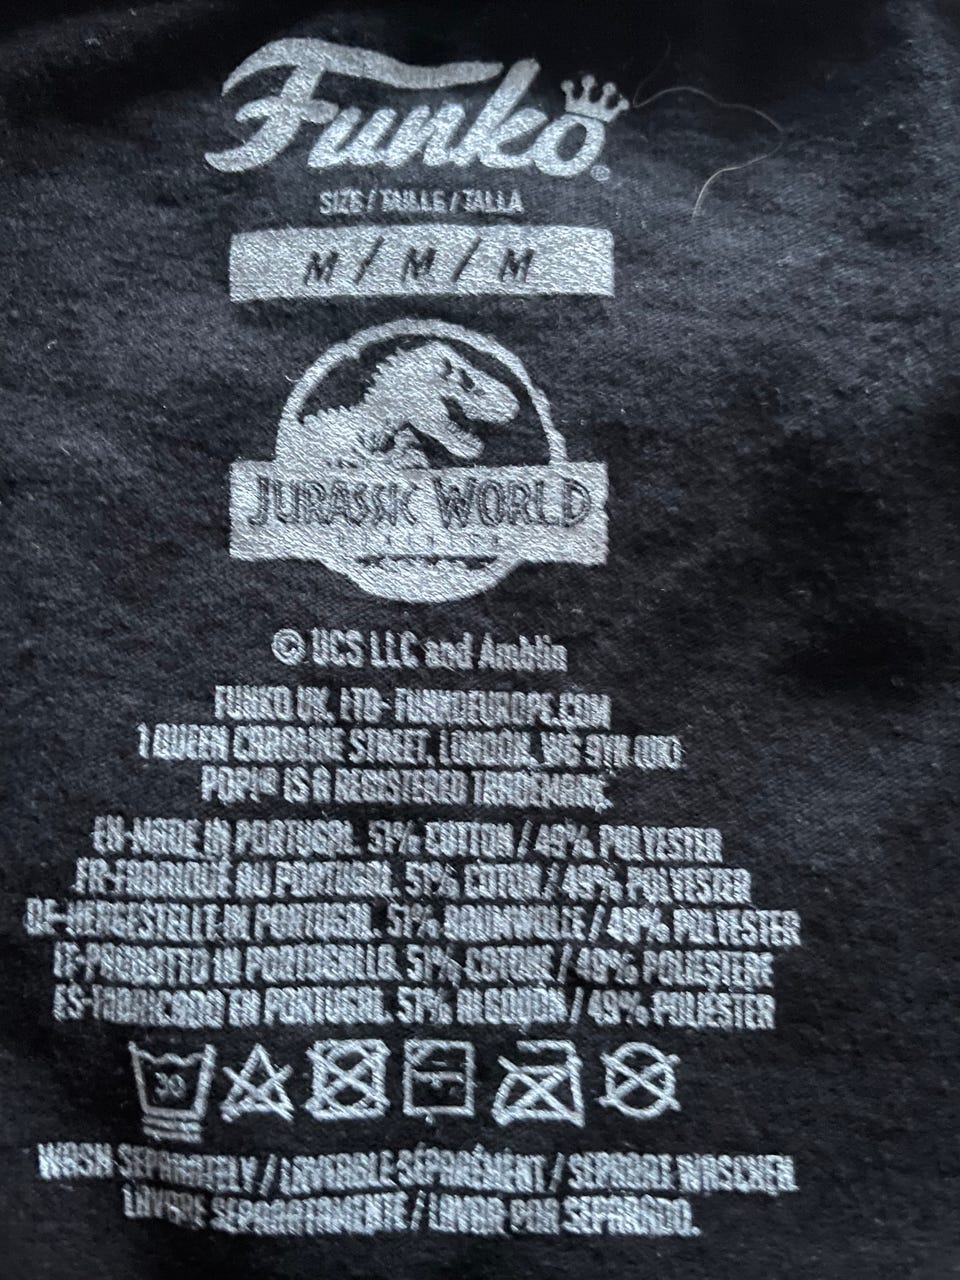 Funko®
SIZE / TAILLE / TALLA
M / M / M
JURASSIC WORLD
© UCS LLC and Amblin
FUNKO UK, LTD- FUNKOEUROPE.COM
1 QUEEN CAROLINE STREET, LONDON, W6
POP!® IS A REGISTERED TRADEMARK.
EN-MADE IN PORTUGAL. 51% COTTON / 49% POLYESTER
FR-FABRIQUÉ AU PORTUGAL. 51% COTON / 49% POLYESTER
DE-HERGESTELLT-IN PORTUGAL. 51% BAUMWOLLE / 49% POLYESTER
IT-PRODOTTO IN PORTOGALLO. 51% COTONE / 49% POLIESTERE
ES-FABRICADO EN PORTUGAL. 51% ALGODÓN / 49% POLIESTER
30
WASH SEPARATELY / LAVABLE SÉPARÉMENT / SEPARAT WASCHEN
LAVARE SEPARATAMENTE / LAVAR POR SEPARADO.